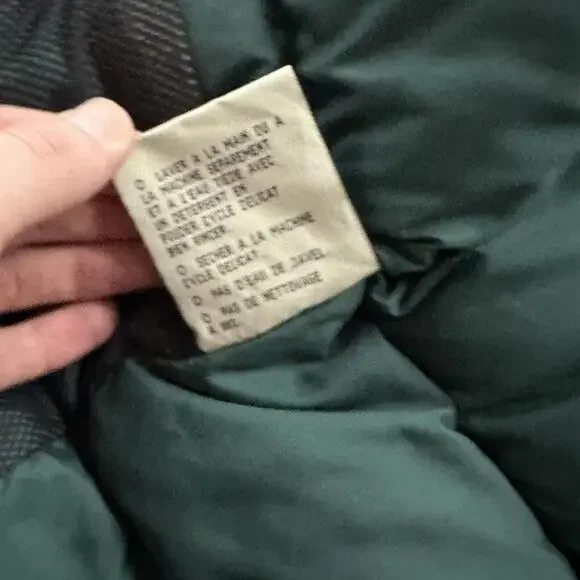 O LAVER A LA MAIN OU A
LA MACHINE SEPAREMENT
ET A L'EAU TIEDE AVEC
UN DETERGENT EN
POUDRE CYCLE DELICAT
BIEN RINCER
O SECHER A LA MACHINE
CYCLE DELICAT
O PAS D'EAU DE JAVEL
O PAS DE NETTOYAGE
A SEC